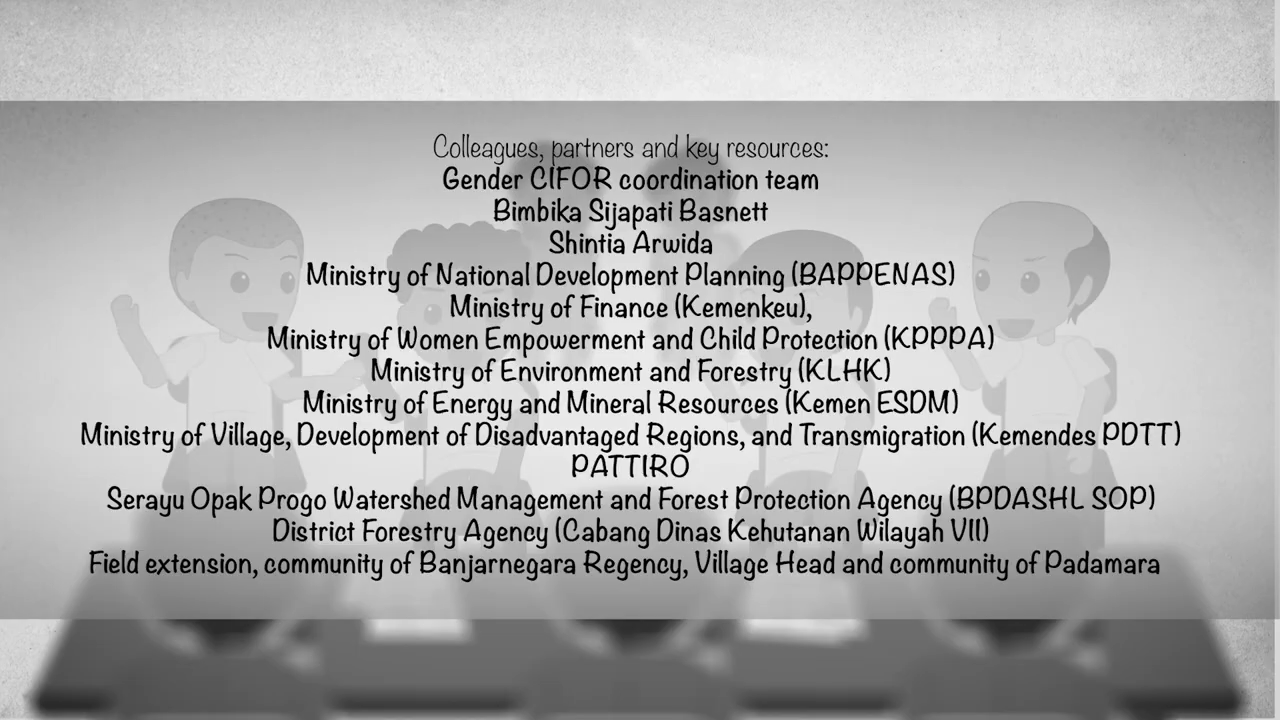 Colleagues, partners and key resources:
Gender CIFOR coordination team
Bimbika Sijapati Basnett
Shintia Arwida
Ministry of National Development Planning (BAPPENAS)
Ministry of Finance (Kemenkeu),
Ministry of Women Empowerment and Child Protection (KPPPA)
Ministry of Environment and Forestry (KLHK)
Ministry of Energy and Mineral Resources (Kemen ESDM)
Ministry of Village, Development of Disadvantaged Regions, and Transmigration (Kemendes PDTT)
PATTIRO
Serayu Opak Progo Watershed Management and Forest Protection Agency (BPDASHL SOP)
District Forestry Agency (Cabang Dinas Kehutanan Wilayah VII)
Field extension, community of Banjarnegara Regency, Village Head and community of Padamara